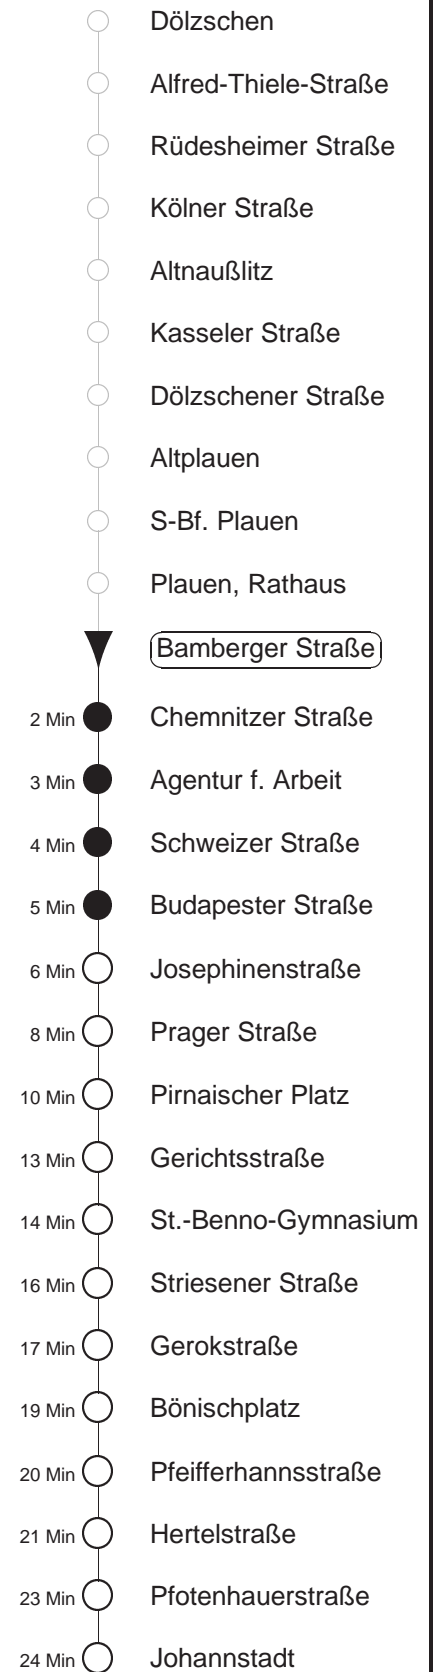 Dölzschen
Alfred-Thiele-Straße
Rüdesheimer Straße
Kölner Straße
Altnaußlitz
Kasseler Straße
Dölzschener Straße
Altplauen
S-Bf. Plauen
Plauen, Rathaus
Bamberger Straße
2 Min Chemnitzer Straße
3 Min Agentur f. Arbeit
4 Min Schweizer Straße
5 Min Budapester Straße
6 Min Josephinenstraße
8 Min Prager Straße
10 Min Pirnaischer Platz
13 Min Gerichtsstraße
14 Min St.-Benno-Gymnasium
16 Min Striesener Straße
17 Min Gerokstraße
19 Min Bönischplatz
20 Min Pfeifferhannsstraße
21 Min Hertelstraße
23 Min Pfotenhauerstraße
24 Min Johannstadt